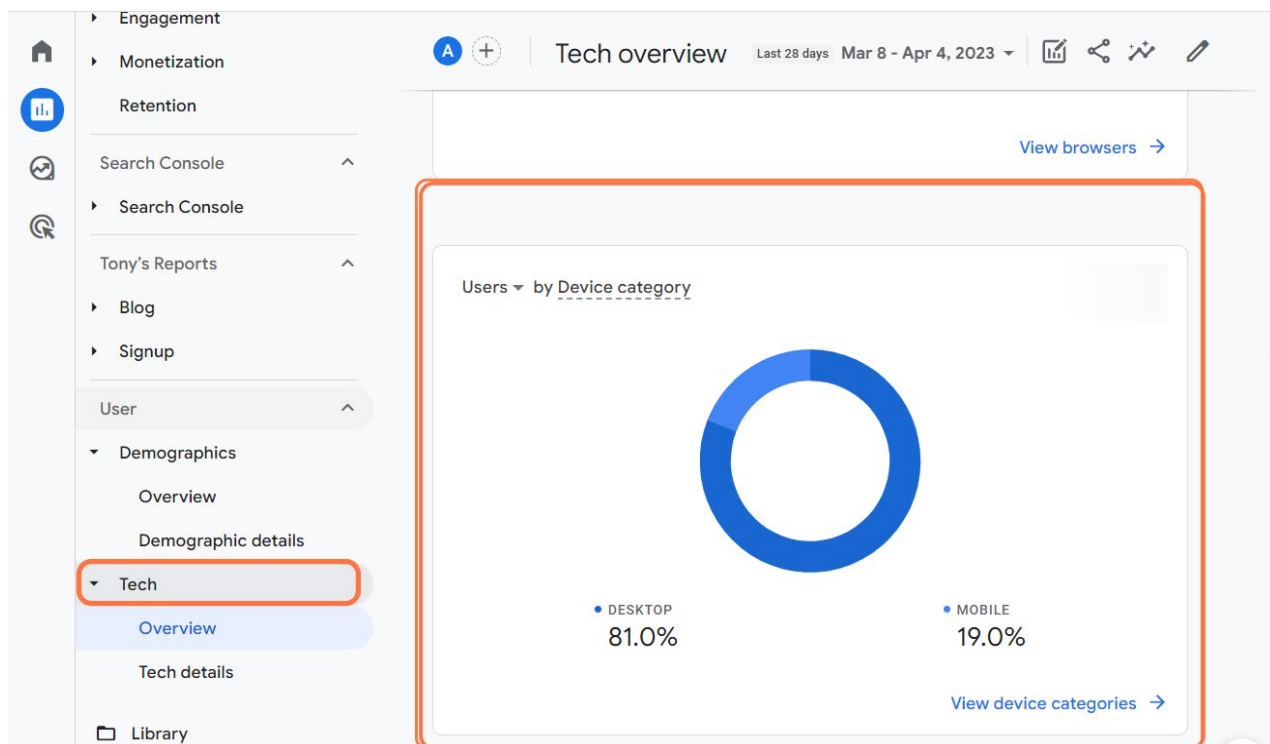 Engagement
Monetization
Retention
Search Console
Search Console
Tony's Reports
Blog
Signup
User
Demographics
Overview
Demographic details
Tech
Overview
Tech details
Library
A
Tech overview Last 28 days Mar 8 - Apr 4, 2023
View browsers
Users by Device category
DESKTOP
81.0%
MOBILE
19.0%
View device categories